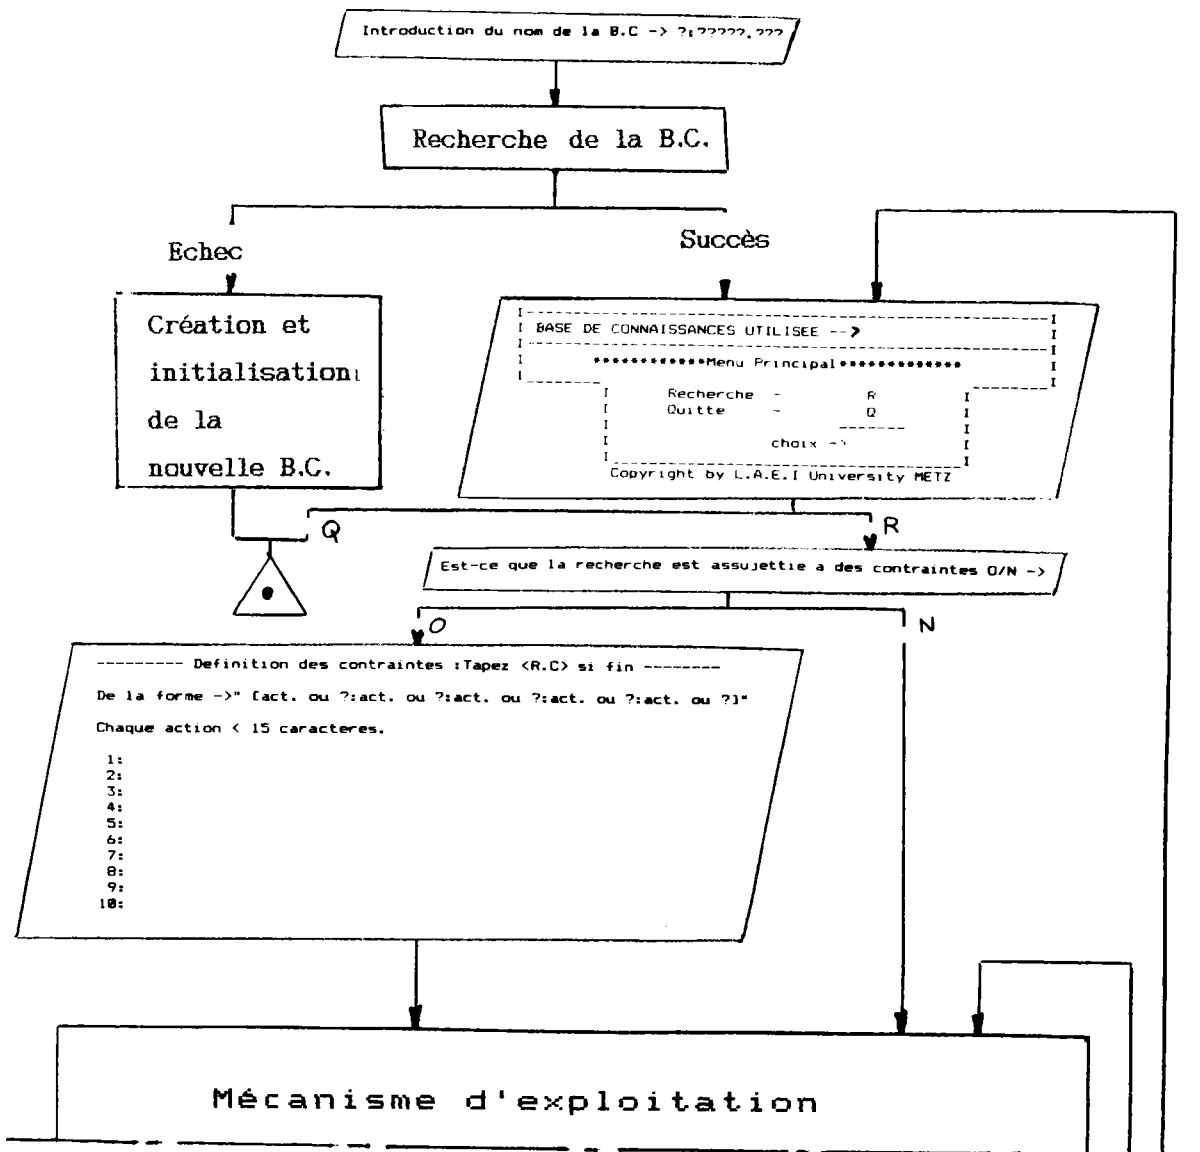 Introduction du nom de la B.C -> ?:?????.???
Recherche de la B.C.
Echec
Succès
Création et
initialisation
de la
nouvelle B.C.
BASE DE CONNAISSANCES UTILISEE -->
************Menu Principal*************
Recherche - R
Quitte - Q
choix ->
Copyright by L.A.E.I University METZ
Q
R
Est-ce que la recherche est assujettie a des contraintes O/N ->
O
N
--------- Definition des contraintes :Tapez <R.C> si fin --------
De la forme ->" [act. ou ?:act. ou ?:act. ou ?:act. ou ?:act. ou ?]"
Chaque action < 15 caracteres.
1:
2:
3:
4:
5:
6:
7:
8:
9:
10:
Mécanisme d'exploitation